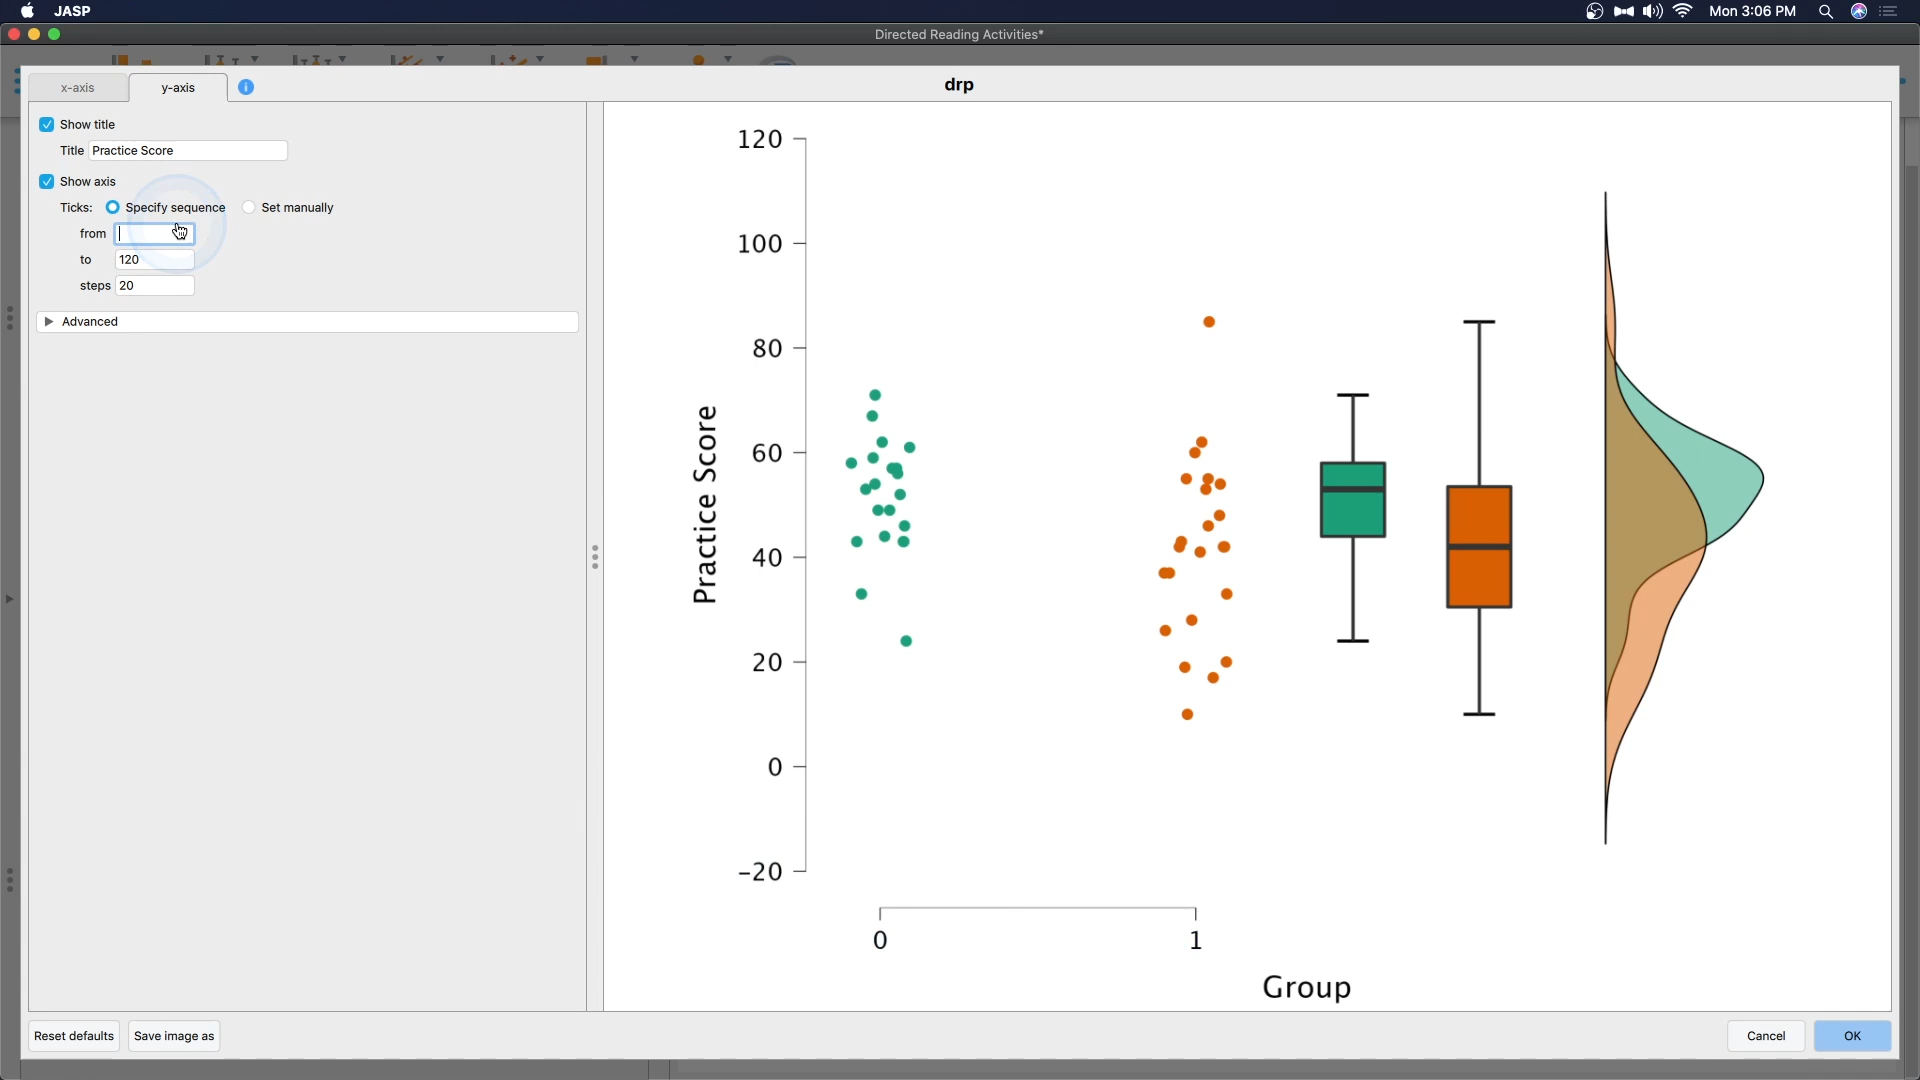 JASP
Mon 3:06 PM
Directed Reading Activities*
x-axis
y-axis
i
drp
Show title
Title Practice Score
Show axis
Ticks: Specify sequence Set manually
from
to 120
steps 20
Advanced
120
100
80
60
40
20
0
-20
Practice Score
0 1
Group
Reset defaults
Save image as
Cancel
OK